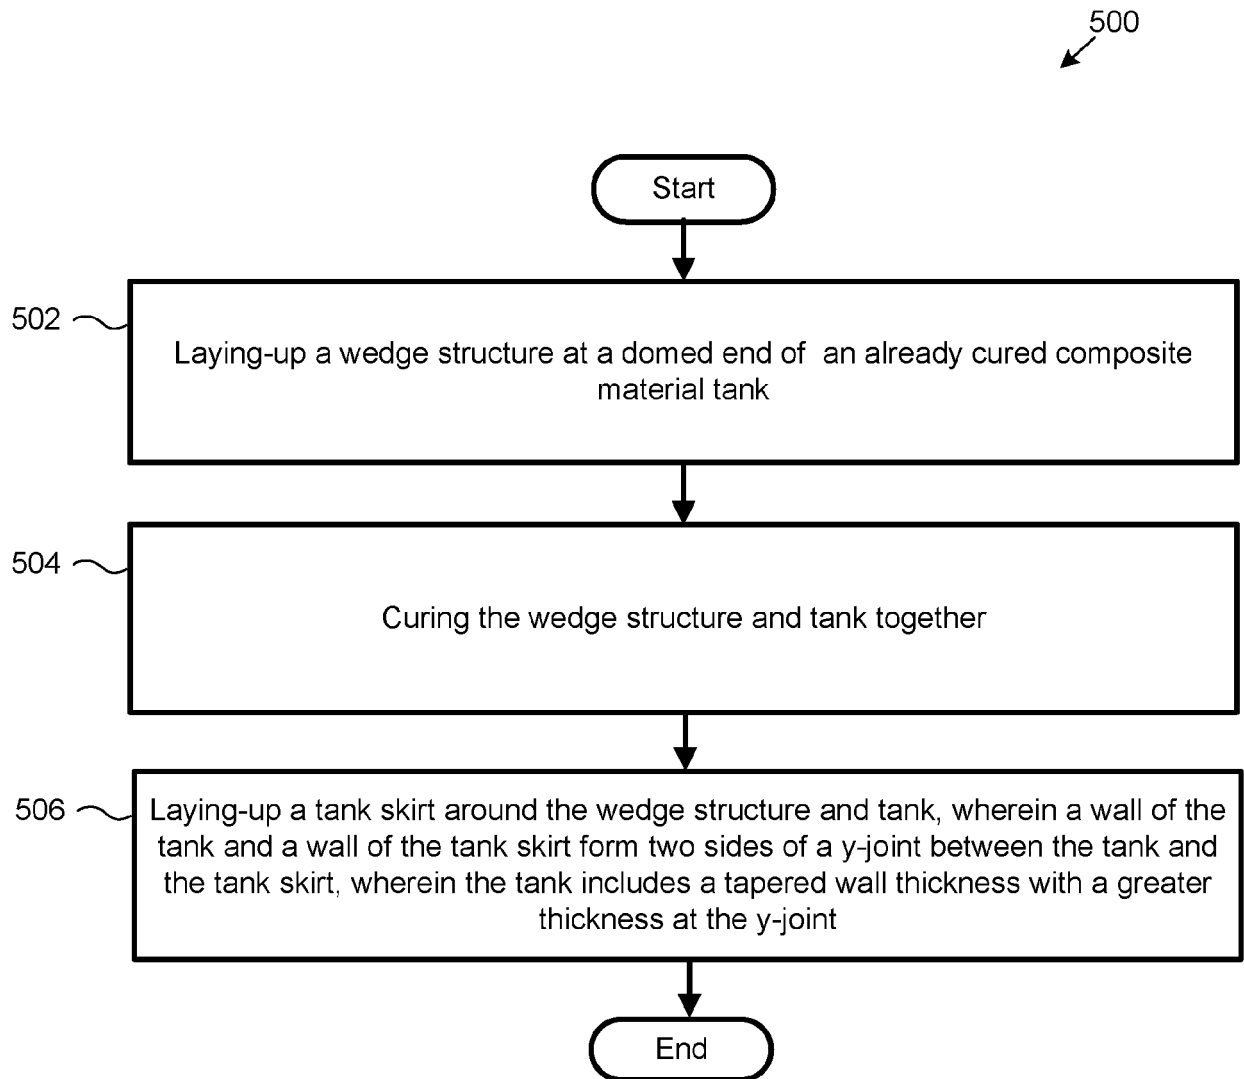 500
Start
502
Laying-up a wedge structure at a domed end of an already cured composite
material tank
504
Curing the wedge structure and tank together
506
Laying-up a tank skirt around the wedge structure and tank, wherein a wall of the
tank and a wall of the tank skirt form two sides of a y-joint between the tank and
the tank skirt, wherein the tank includes a tapered wall thickness with a greater
thickness at the y-joint
End